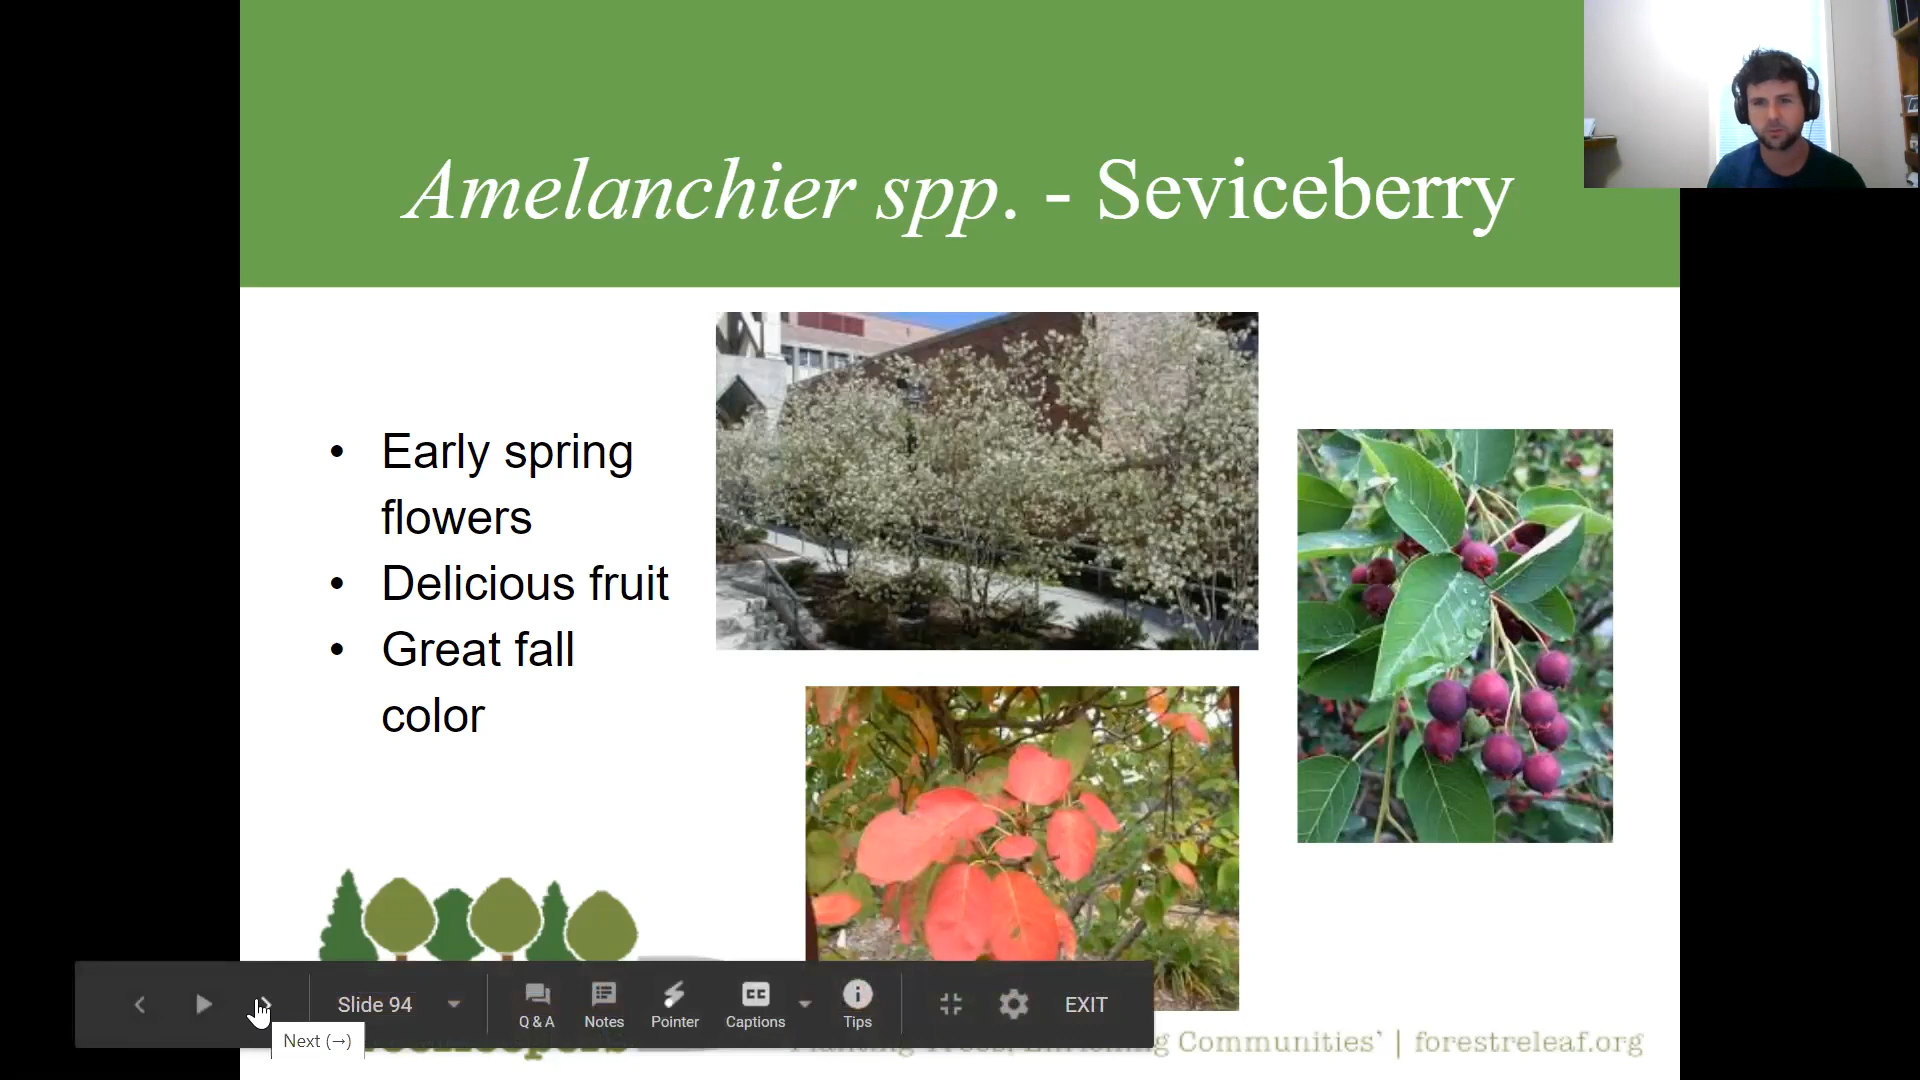 Amelanchier spp. - Seviceberry
• Early spring
flowers
• Delicious fruit
• Great fall
color
Slide 94
Q & A
Notes
Pointer
CC
Captions
Tips
EXIT
Next (→)
Communities` | forestreleaf.org